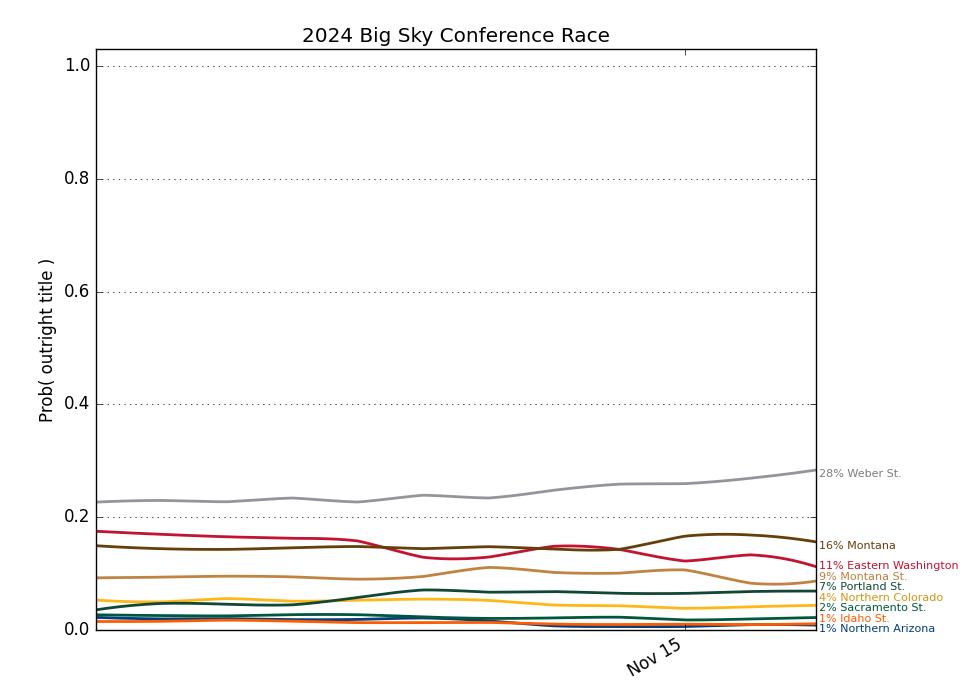 2024 Big Sky Conference Race
1.0
0.8
0.6
0.4
0.2
0.0
Prob( outright title )
Nov 15
28% Weber St.
16% Montana
11% Eastern Washington
9% Montana St.
7% Portland St.
4% Northern Colorado
2% Sacramento St.
1% Idaho St.
1% Northern Arizona